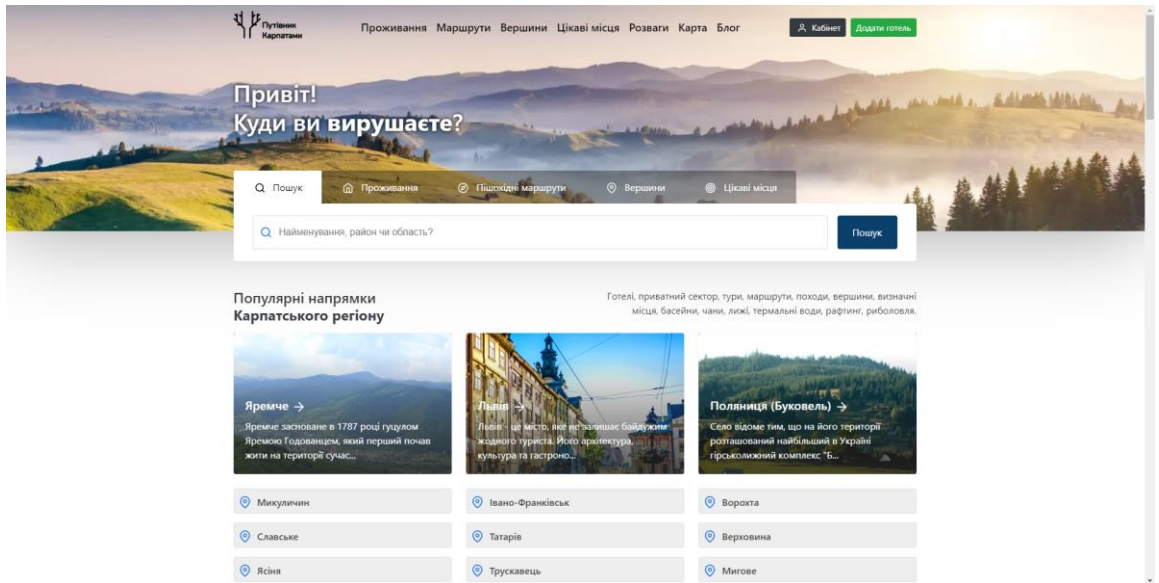 Путівник
Карпатами
Проживання Маршрути Вершини Цікаві місця Розваги Карта Блог
Кабінет
Додати готель
Привіт!
Куди ви вирушаєте?
Пошук
Проживання
Пішохідні маршрути
Вершини
Цікаві місця
Найменування, район чи область?
Пошук
Популярні напрямки
Карпатського регіону
Готелі, приватний сектор, тури, маршрути, походи, вершини, визначні
місця, басейни, чани, лижі, термальні води, рафтинг, риболовля.
Яремче →
Яремче засноване в 1787 році гуцулом
Яремою Годованцем, який перший почав
жити на території сучас...
Львів →
Львів - це місто, яке не залишає байдужим
жодного туриста. Його архітектура,
культура та гастроно...
Поляниця (Буковель) →
Село відоме тим, що на його території
розташований найбільший в Україні
гірськолижний комплекс "Б...
Микуличин
Івано-Франківськ
Ворохта
Славське
Татарів
Верховина
Ясіня
Трускавець
Мигове